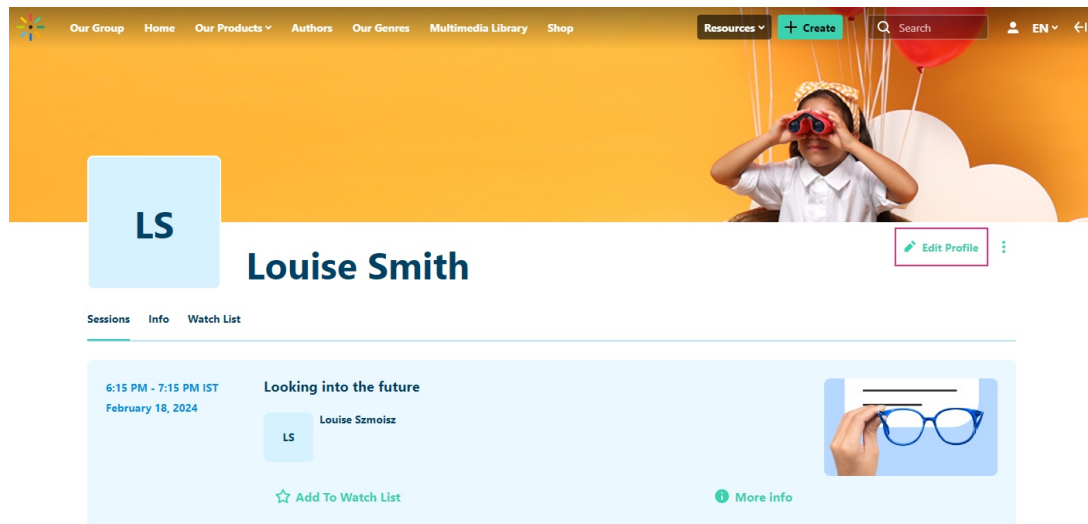 Our Group Home Our Products Authors Our Genres Multimedia Library Shop Resources + Create Search EN
LS
Edit Profile
Louise Smith
Sessions Info Watch List
6:15 PM - 7:15 PM IST
February 18, 2024
Looking into the future
Louise Szmoisz
LS
Add To Watch List
More info